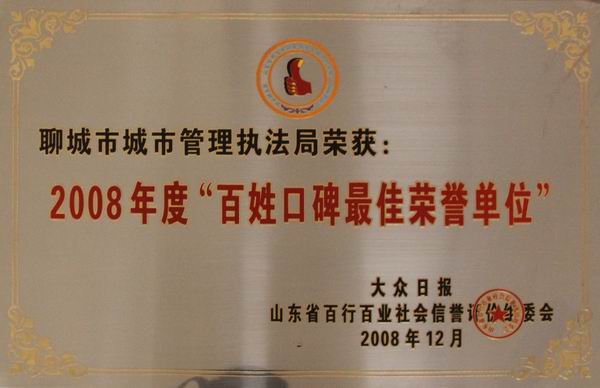 聊城市城市管理执法局荣获：
2008年度“百姓口碑最佳荣誉单位”
大众日报
山东省百行百业社会信誉评价组委会
2008年12月